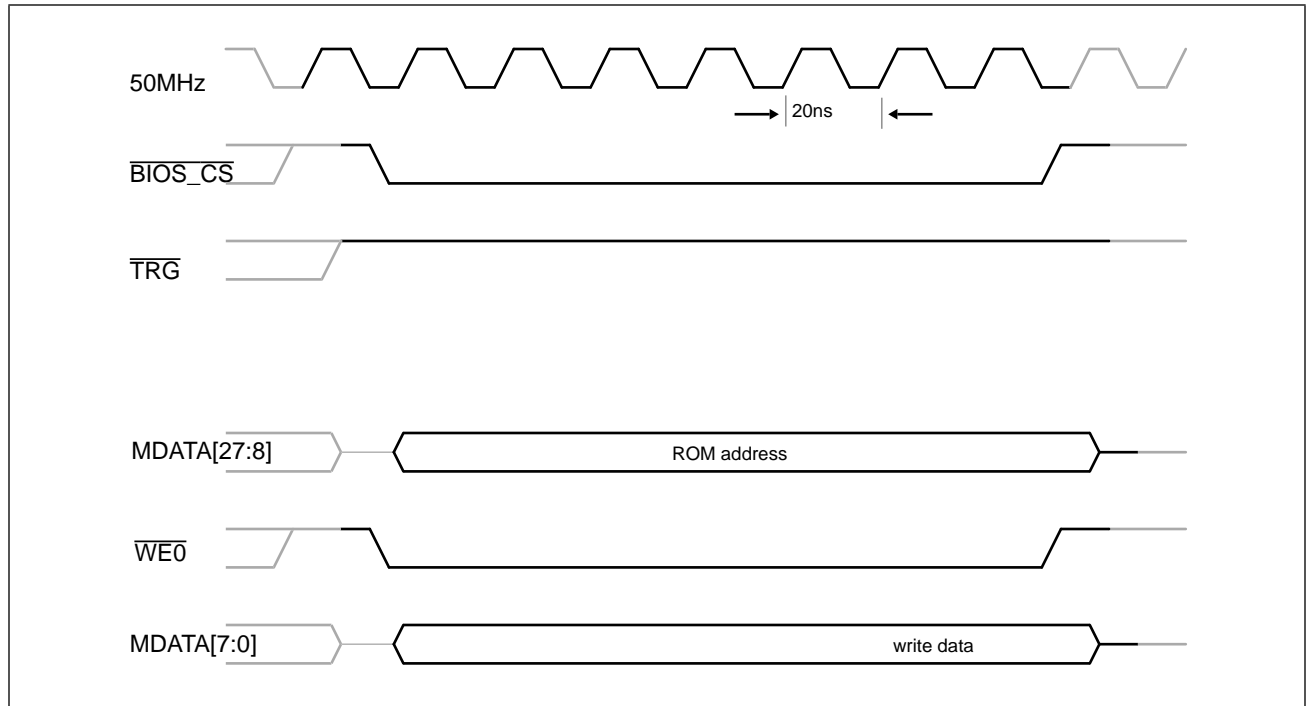 50MHz
20ns
BIOS_CS
TRG
MDATA[27:8]
ROM address
WE0
MDATA[7:0]
write data